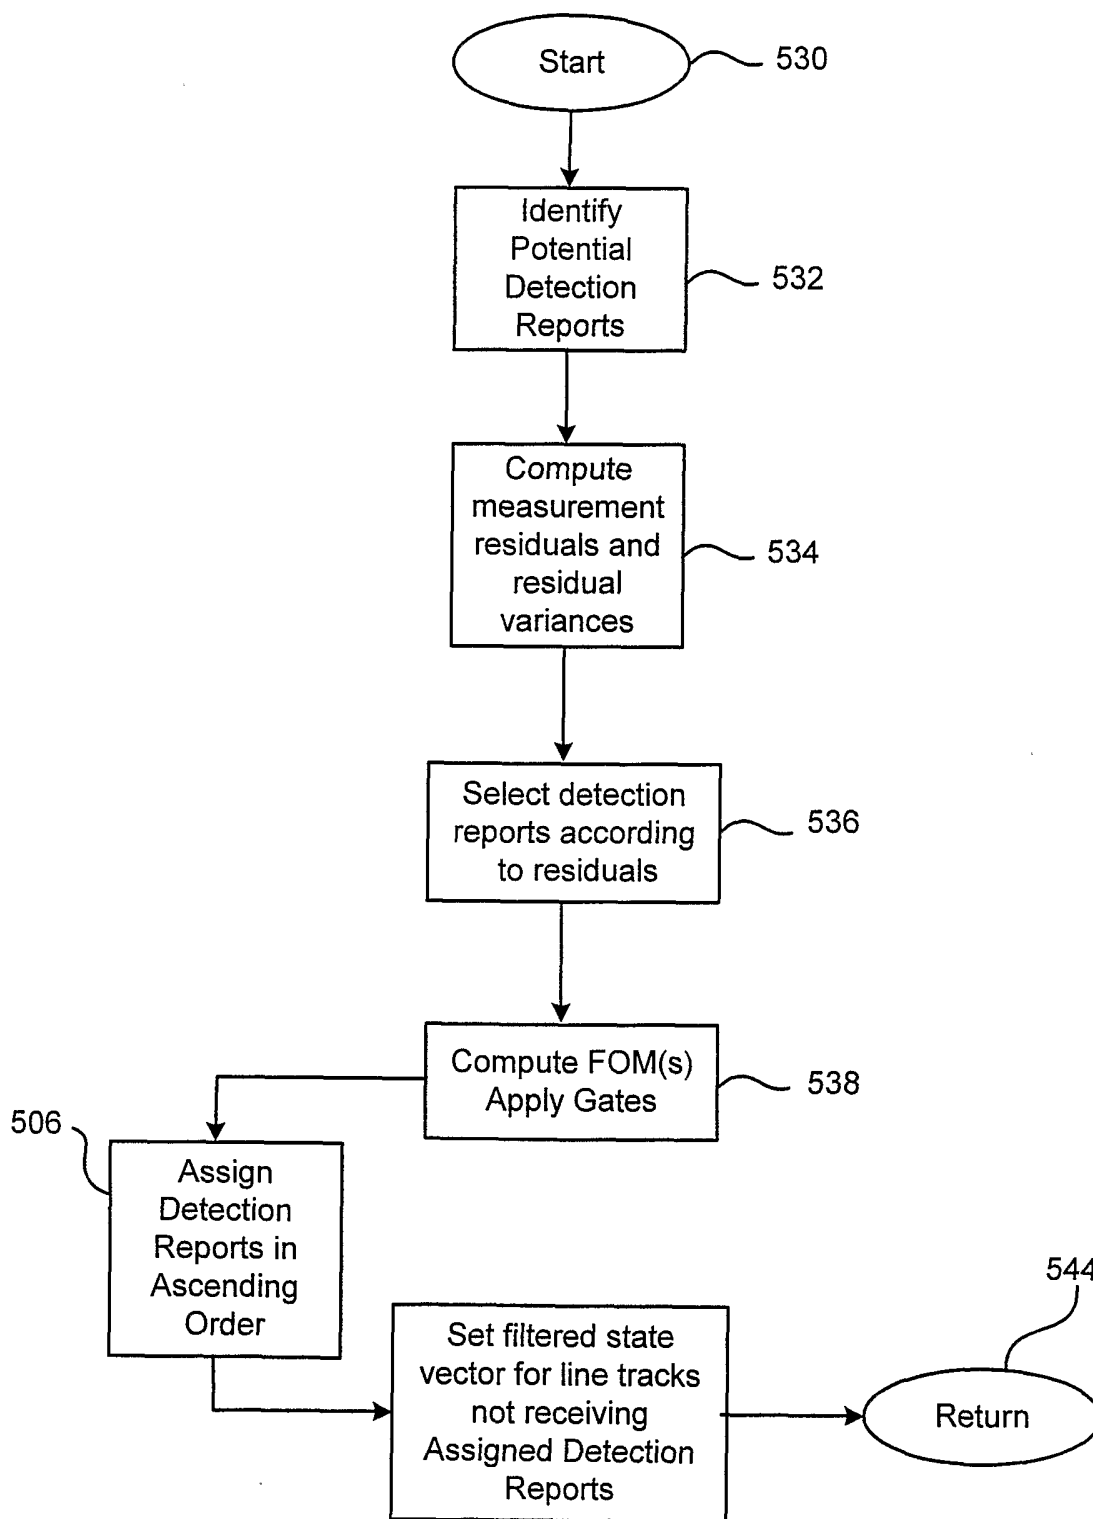 Start
530
Identify
Potential
Detection
Reports
532
Compute
measurement
residuals and
residual
variances
534
Select detection
reports according
to residuals
536
Compute FOM(s)
Apply Gates
538
506
Assign
Detection
Reports in
Ascending
Order
Set filtered state
vector for line tracks
not receiving
Assigned Detection
Reports
544
Return